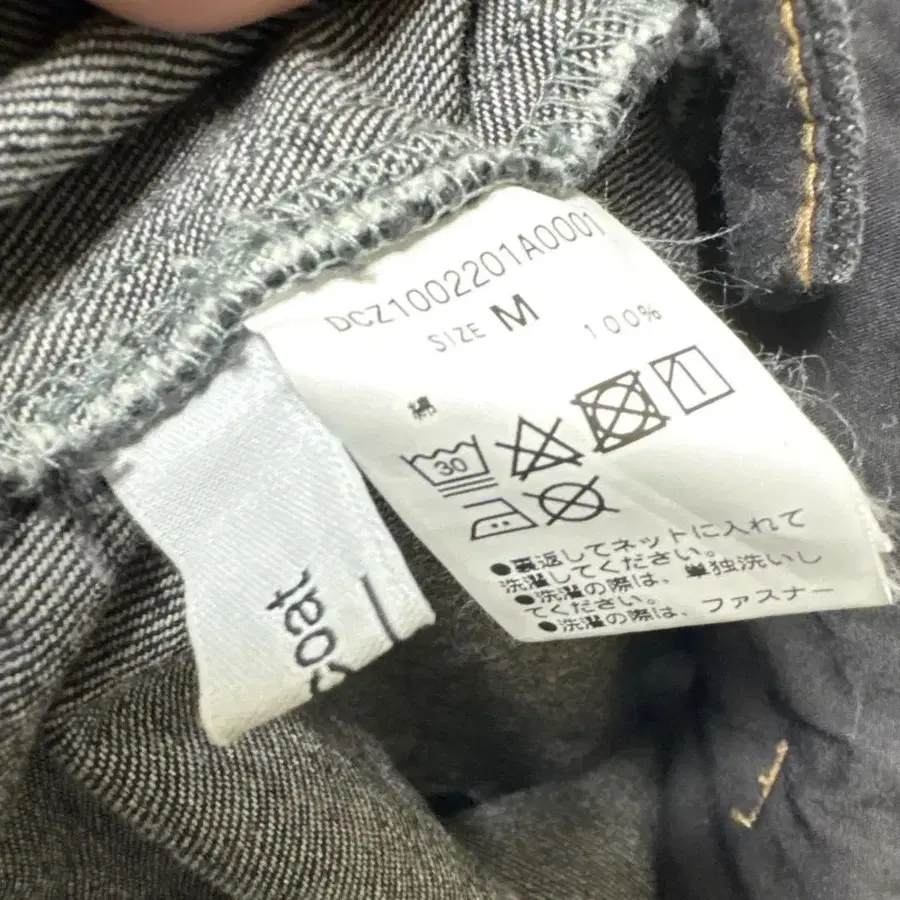 DCZ1002201A0001
SIZE M
綿 100%
30
●裏返してネットに入れて
洗濯してください。
●洗濯の際は、単独洗いし
てください。
●洗濯の際は、ファスナー